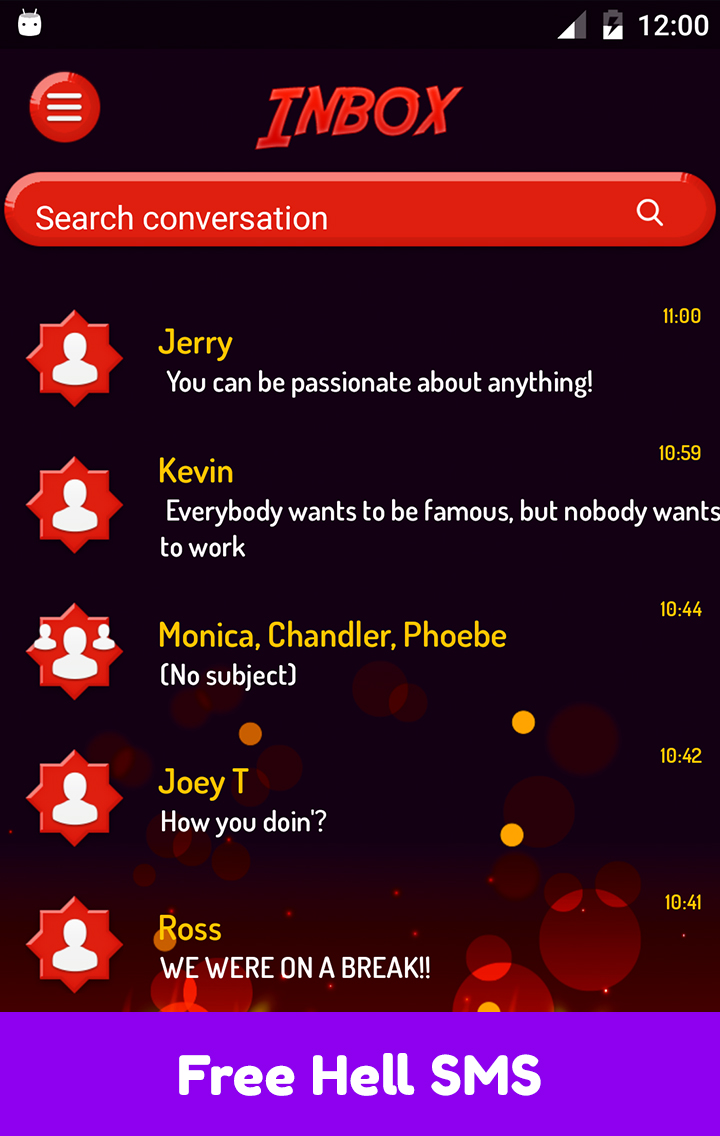 12:00
INBOX
Search conversation
11:00
Jerry
You can be passionate about anything!
10:59
Kevin
Everybody wants to be famous, but nobody wants
to work
10:44
Monica, Chandler, Phoebe
(No subject)
10:42
Joey T
How you doin'?
10:41
Ross
WE WERE ON A BREAK!!
Free Hell SMS